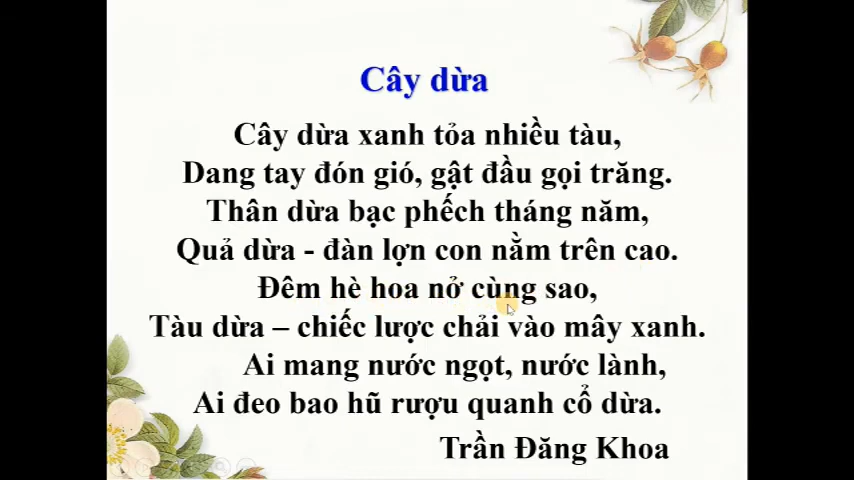 Cây dừa
Cây dừa xanh tỏa nhiều tàu,
Dang tay đón gió, gật đầu gọi trăng.
Thân dừa bạc phếch tháng năm,
Quả dừa - đàn lợn con nằm trên cao.
Đêm hè hoa nở cùng sao,
Tàu dừa – chiếc lược chải vào mây xanh.
Ai mang nước ngọt, nước lành,
Ai đeo bao hũ rượu quanh cổ dừa.
Trần Đăng Khoa